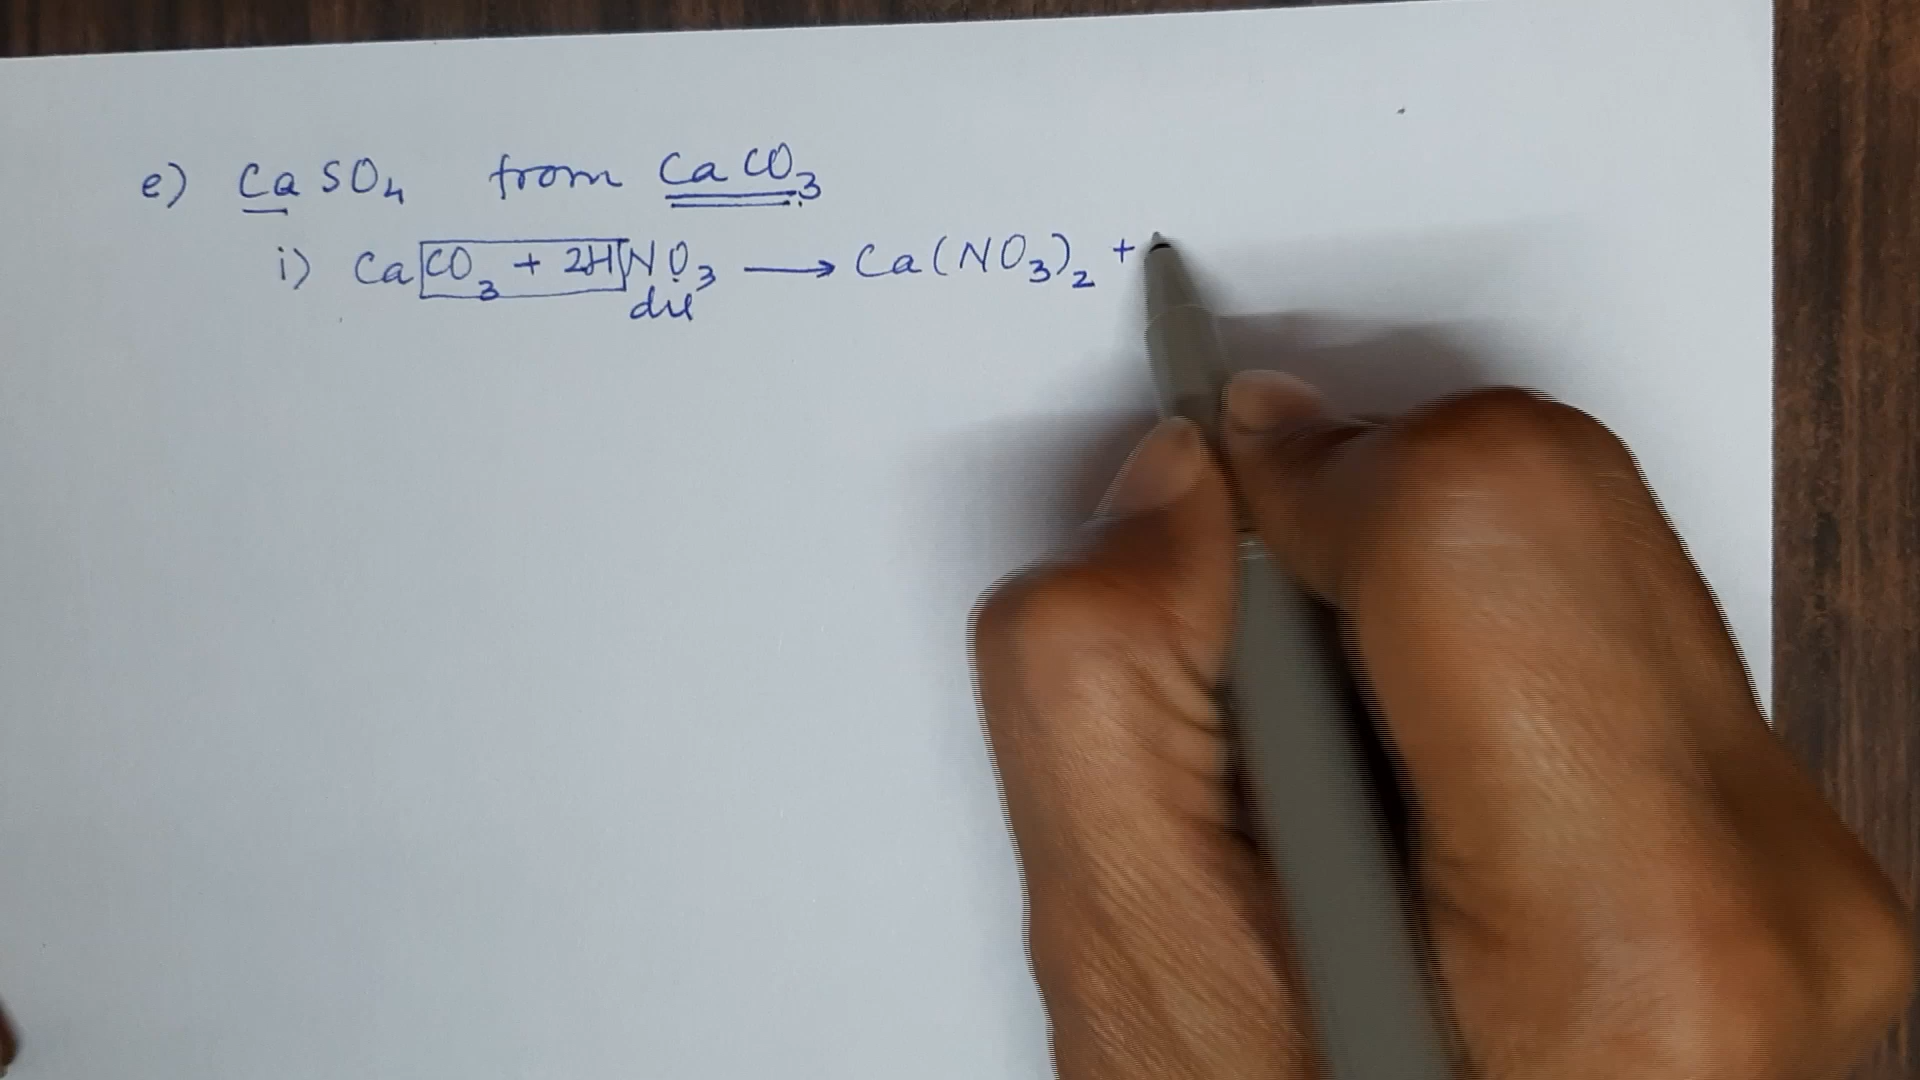 e) CaSO₄ from CaCO₃
i) CaCO₃ + 2HNO₃ ⟶ Ca(NO₃)₂ +
dil